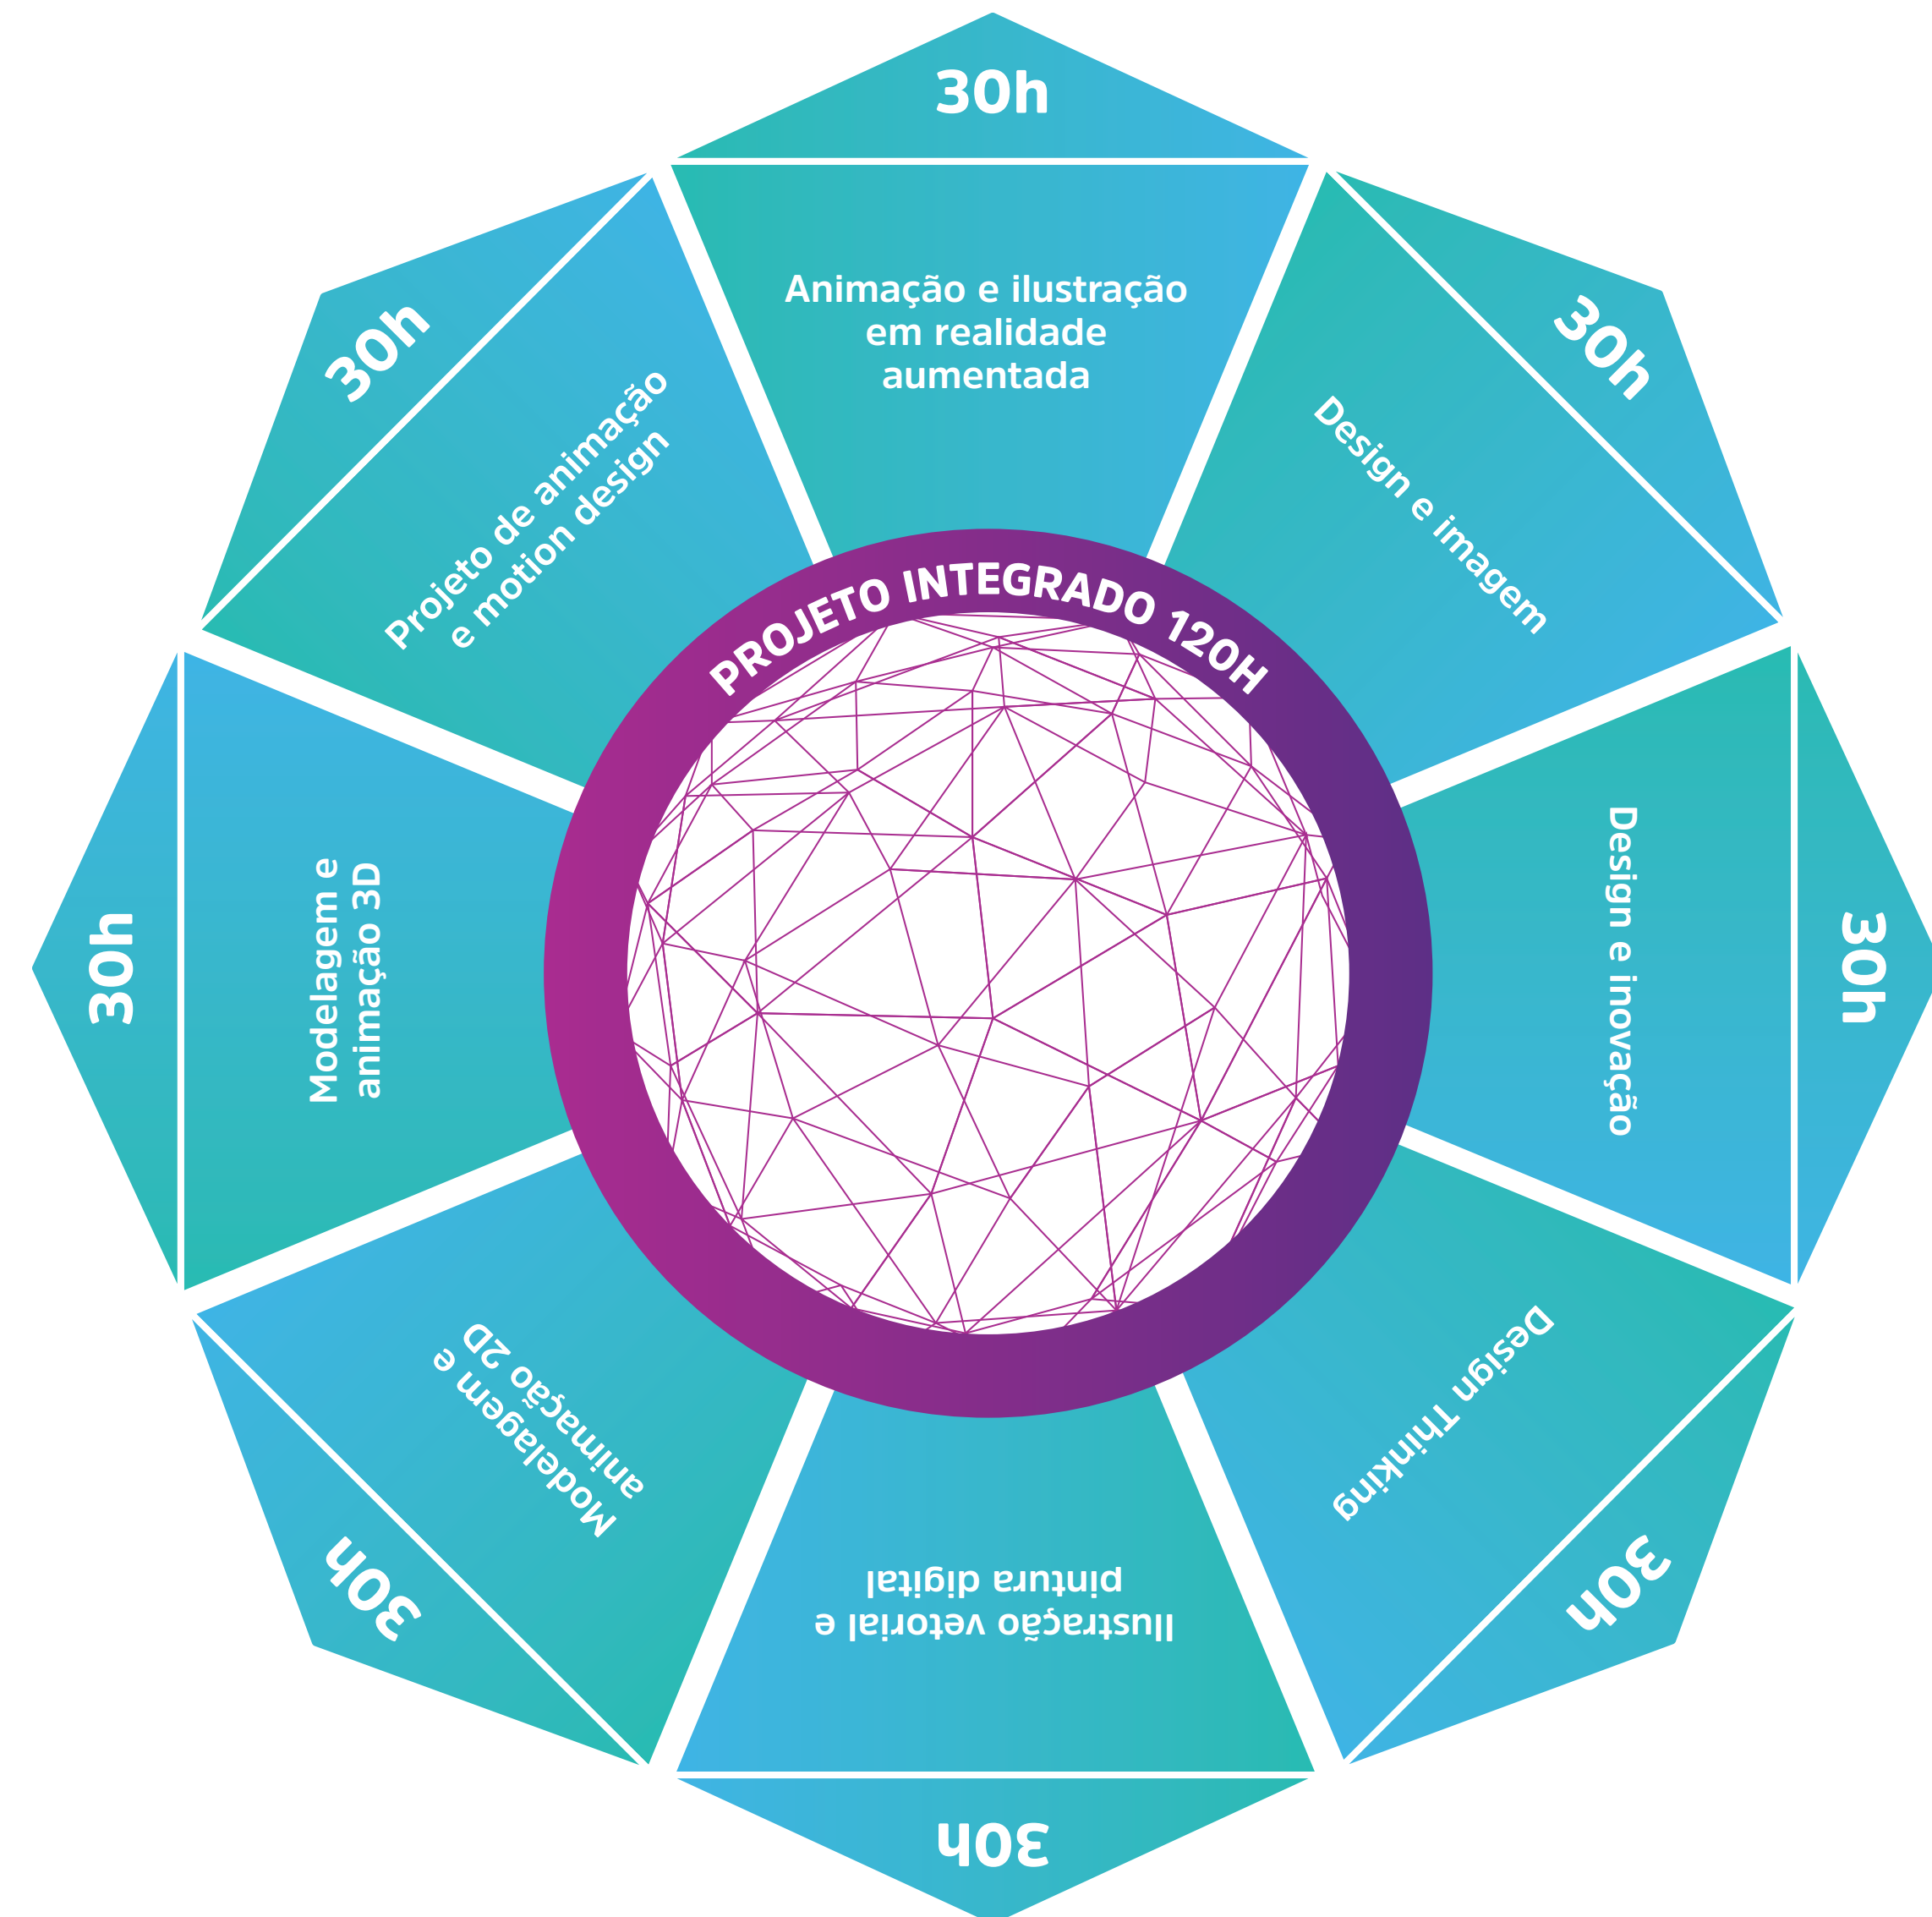 30h
Animação e ilustração
em realidade
aumentada
30h
Design e imagem
30h
Design e inovação
30h
Design Thinking
30h
Ilustração vetorial e
pintura digital
30h
Modelagem e
animação 2D
30h
Modelagem e
animação 3D
30h
Projeto de animação
e motion design
PROJETO INTEGRADO 120H